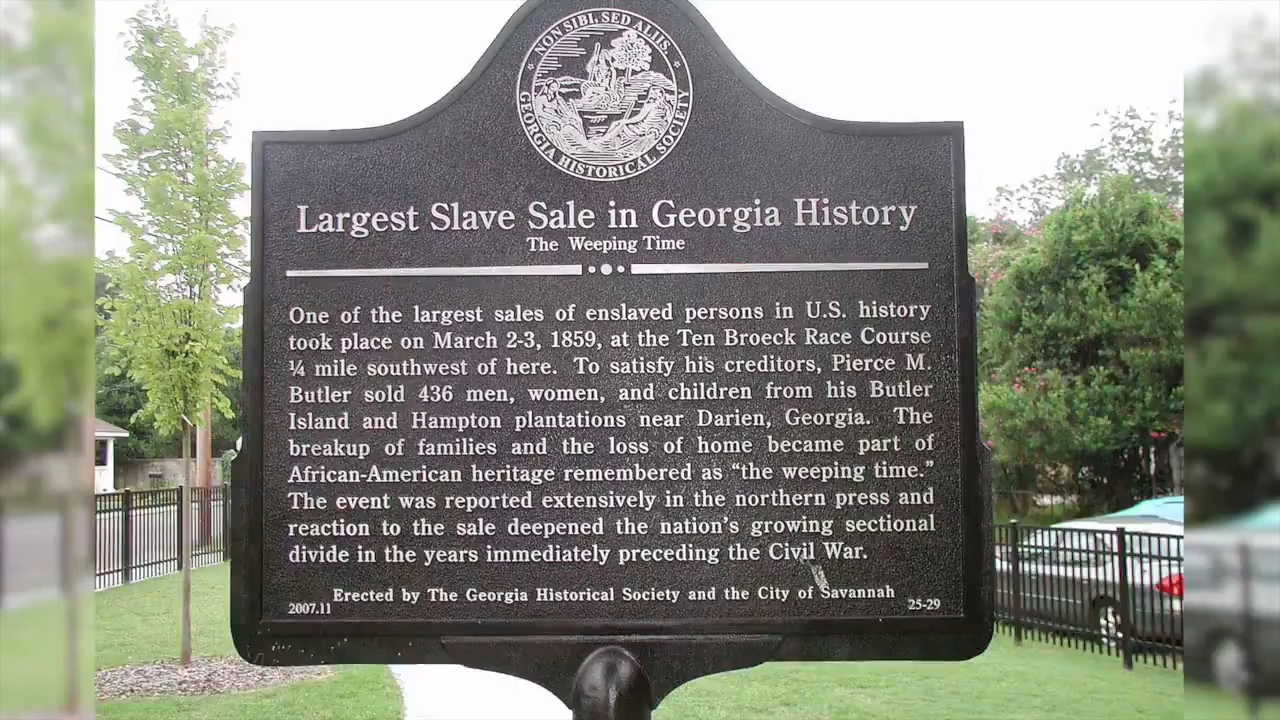 NON SIBI, SED ALIIS.
GEORGIA HISTORICAL SOCIETY
Largest Slave Sale in Georgia History
The Weeping Time
One of the largest sales of enslaved persons in U.S. history
took place on March 2-3, 1859, at the Ten Broeck Race Course
¼ mile southwest of here. To satisfy his creditors, Pierce M.
Butler sold 436 men, women, and children from his Butler
Island and Hampton plantations near Darien, Georgia. The
breakup of families and the loss of home became part of
African-American heritage remembered as “the weeping time.”
The event was reported extensively in the northern press and
reaction to the sale deepened the nation’s growing sectional
divide in the years immediately preceding the Civil War.
Erected by The Georgia Historical Society and the City of Savannah
2007.11 25-29